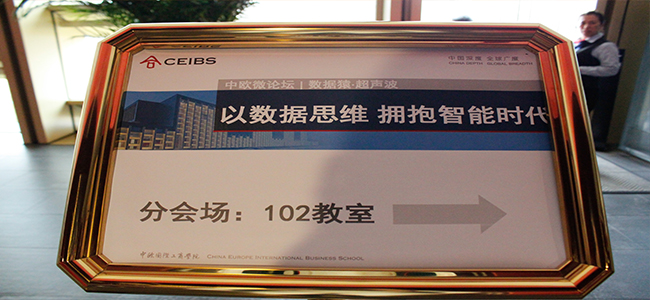 CEIBS
中国深度 全球广度
CHINA DEPTH GLOBAL BREADTH
中欧微论坛 | 数据猿·超声波
以数据思维 拥抱智能时代
分会场：102教室
中欧国际工商学院 CHINA EUROPE INTERNATIONAL BUSINESS SCHOOL